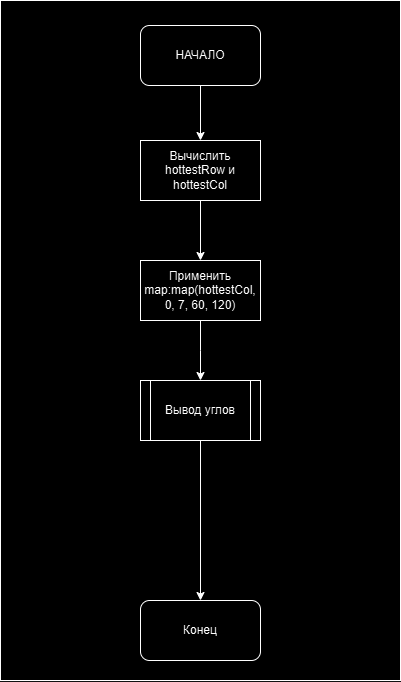 НАЧАЛО
Вычислить
hottestRow и
hottestCol
Применить
map:map(hottestCol,
0, 7, 60, 120)
Вывод углов
Конец